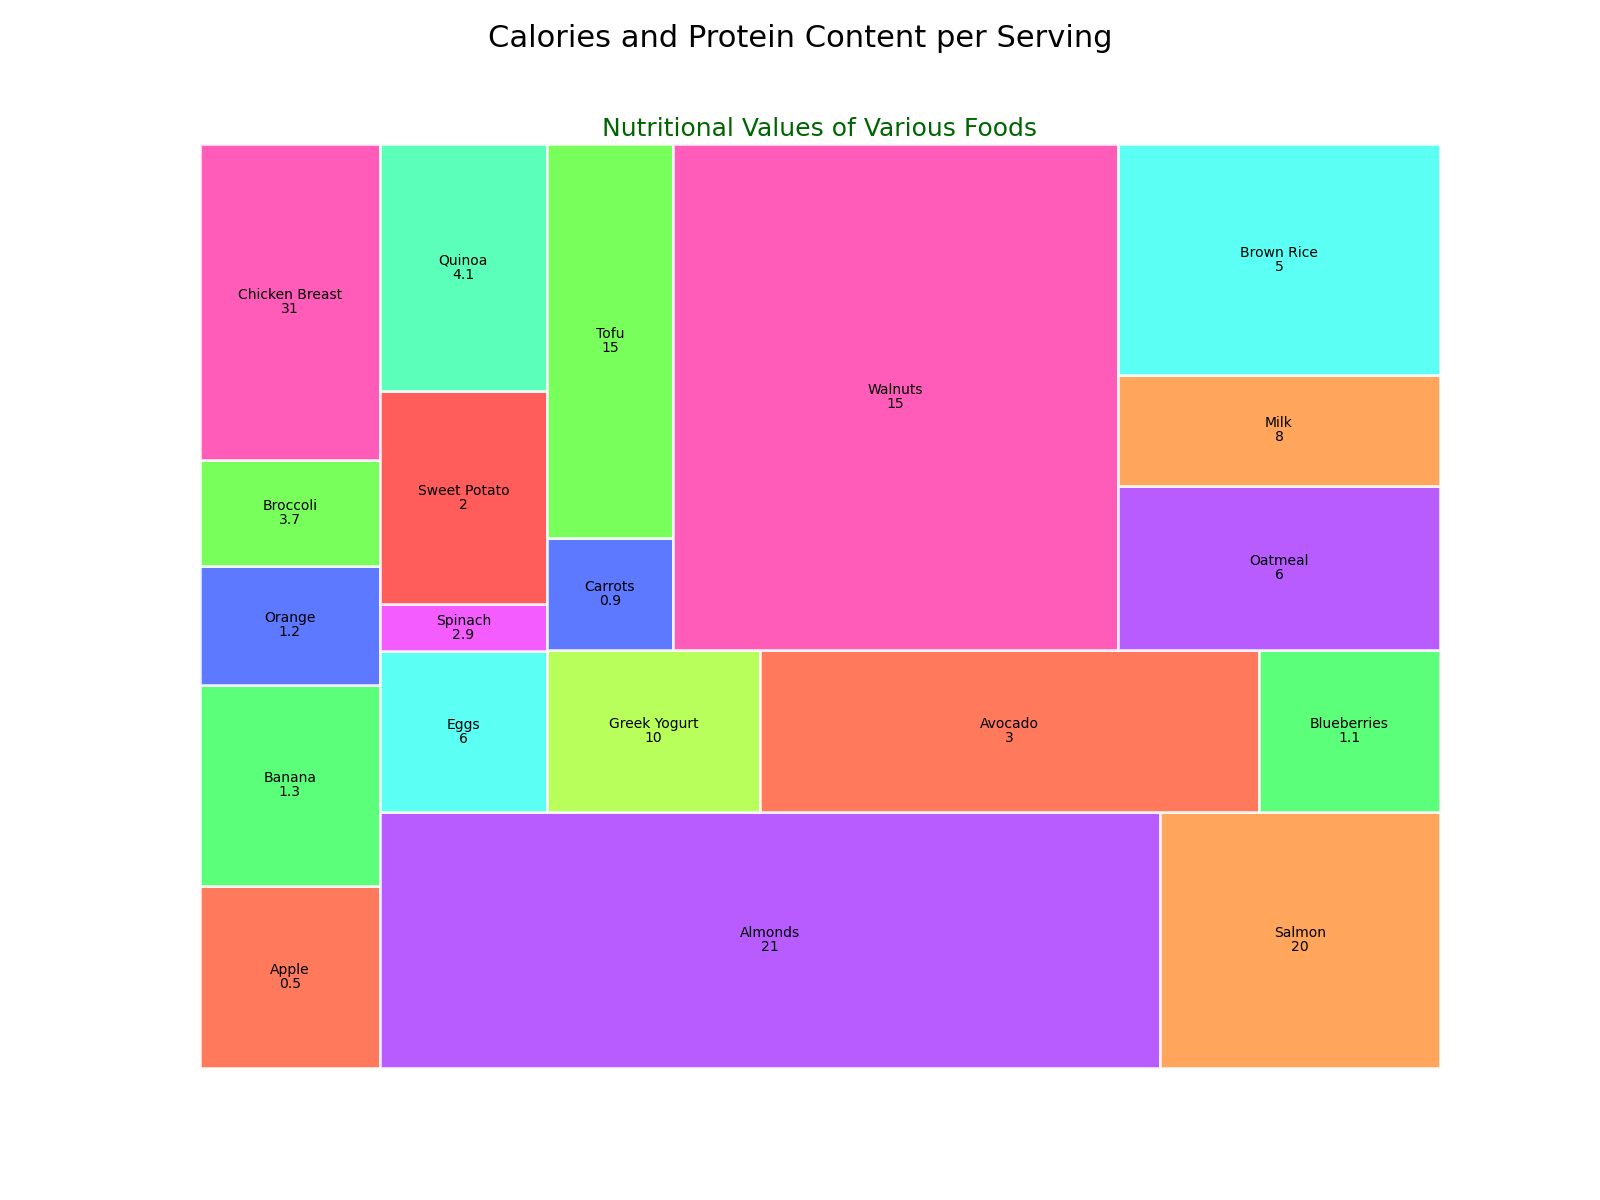 Calories and Protein Content per Serving
Nutritional Values of Various Foods
Chicken Breast
31
Broccoli
3.7
Orange
1.2
Banana
1.3
Apple
0.5
Quinoa
4.1
Sweet Potato
2
Spinach
2.9
Eggs
6
Tofu
15
Carrots
0.9
Walnuts
15
Brown Rice
5
Milk
8
Oatmeal
6
Greek Yogurt
10
Avocado
3
Blueberries
1.1
Almonds
21
Salmon
20